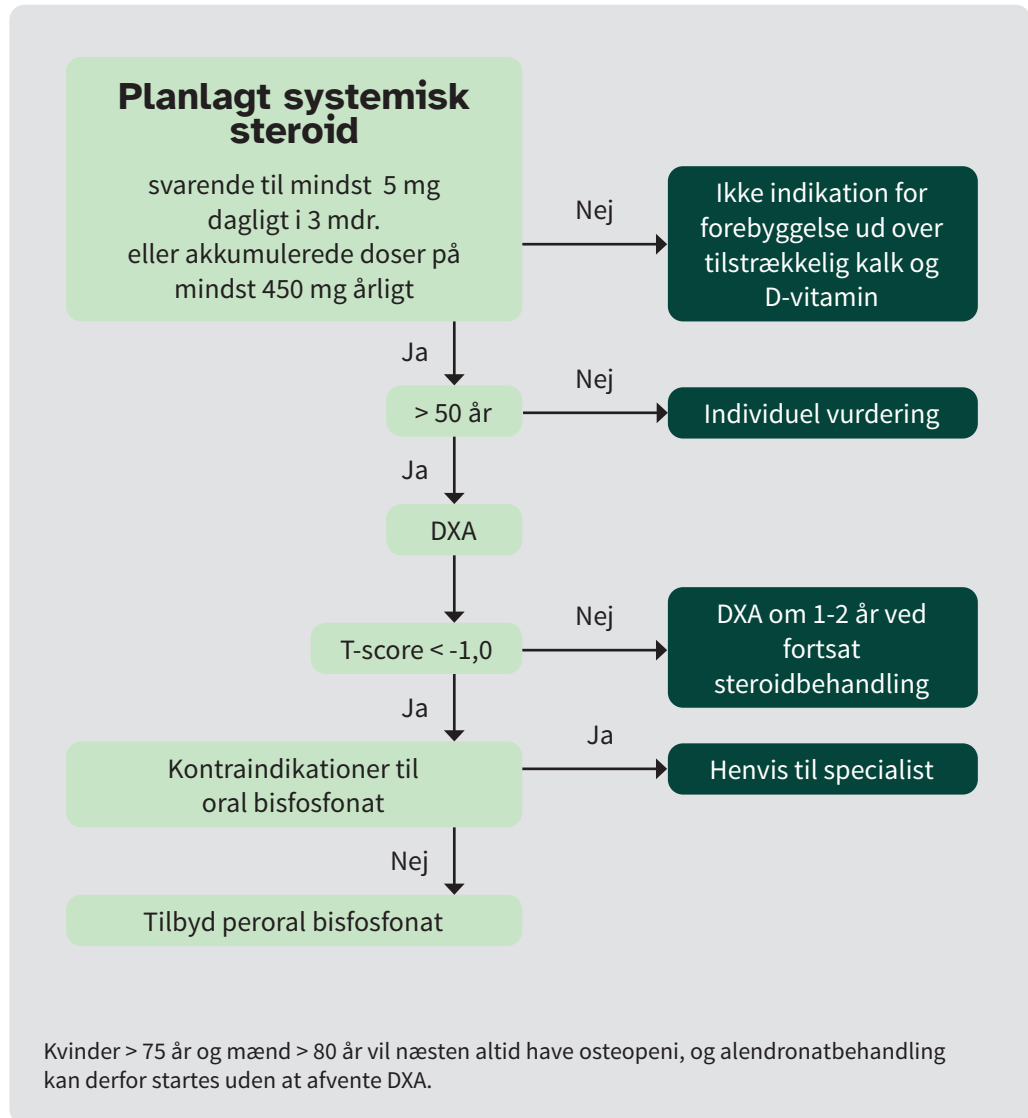 Planlagt systemisk
steroid
svarende til mindst 5 mg
dagligt i 3 mdr.
eller akkumulerede doser på
mindst 450 mg årligt
Nej
Ikke indikation for
forebyggelse ud over
tilstrækkelig kalk og
D-vitamin
Ja
> 50 år
Nej
Individuel vurdering
Ja
DXA
T-score < -1,0
Nej
DXA om 1-2 år ved
fortsat
steroidbehandling
Ja
Kontraindikationer til
oral bisfosfonat
Ja
Henvis til specialist
Nej
Tilbyd peroral bisfosfonat
Kvinder > 75 år og mænd > 80 år vil næsten altid have osteopeni, og alendronatbehandling
kan derfor startes uden at afvente DXA.